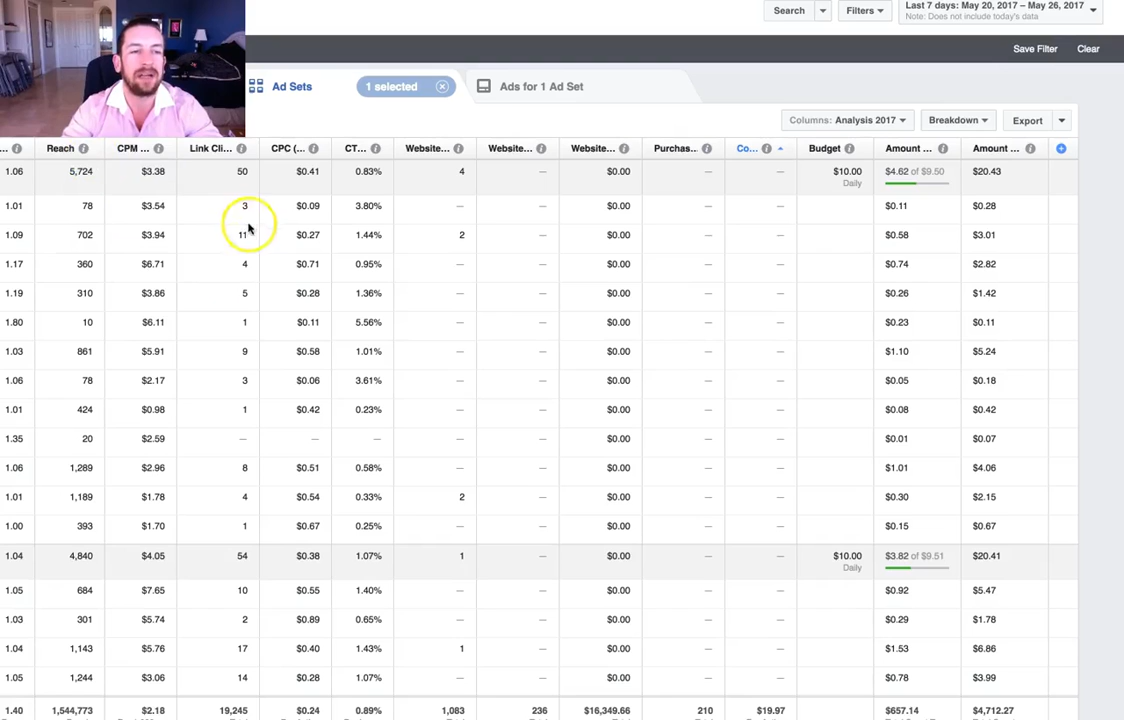 Search Filters Last 7 days: May 20, 2017 – May 26, 2017
Note: Does not include today's data
Save Filter Clear
Ad Sets 1 selected Ads for 1 Ad Set
Columns: Analysis 2017 Breakdown Export
... Reach CPM ... Link Cli... CPC (... CT... Website... Website... Website... Purchas... Co... Budget Amount ... Amount ...
1.06 5,724 $3.38 50 $0.41 0.83% 4 — $0.00 — — $10.00 $4.62 of $9.50 $20.43
Daily
1.01 78 $3.54 3 $0.09 3.80% — — $0.00 — — $0.11 $0.28
1.09 702 $3.94 11 $0.27 1.44% 2 — $0.00 — — $0.58 $3.01
1.17 360 $6.71 4 $0.71 0.95% — — $0.00 — — $0.74 $2.82
1.19 310 $3.86 5 $0.28 1.36% — — $0.00 — — $0.26 $1.42
1.80 10 $6.11 1 $0.11 5.56% — — $0.00 — — $0.23 $0.11
1.03 861 $5.91 9 $0.58 1.01% — — $0.00 — — $1.10 $5.24
1.06 78 $2.17 3 $0.06 3.61% — — $0.00 — — $0.05 $0.18
1.01 424 $0.98 1 $0.42 0.23% — — $0.00 — — $0.08 $0.42
1.35 20 $2.59 — — — — — $0.00 — — $0.01 $0.07
1.06 1,289 $2.96 8 $0.51 0.58% — — $0.00 — — $1.01 $4.06
1.01 1,189 $1.78 4 $0.54 0.33% 2 — $0.00 — — $0.30 $2.15
1.00 393 $1.70 1 $0.67 0.25% — — $0.00 — — $0.15 $0.67
1.04 4,840 $4.05 54 $0.38 1.07% 1 — $0.00 — — $10.00 $3.82 of $9.51 $20.41
Daily
1.05 684 $7.65 10 $0.55 1.40% — — $0.00 — — $0.92 $5.47
1.03 301 $5.74 2 $0.89 0.65% — — $0.00 — — $0.29 $1.78
1.04 1,143 $5.76 17 $0.40 1.43% 1 — $0.00 — — $1.53 $6.86
1.05 1,244 $3.06 14 $0.28 1.07% — — $0.00 — — $0.78 $3.99
1.40 1,544,773 $2.18 19,245 $0.24 0.89% 1,083 236 $16,349.66 210 $19.97 $657.14 $4,712.27